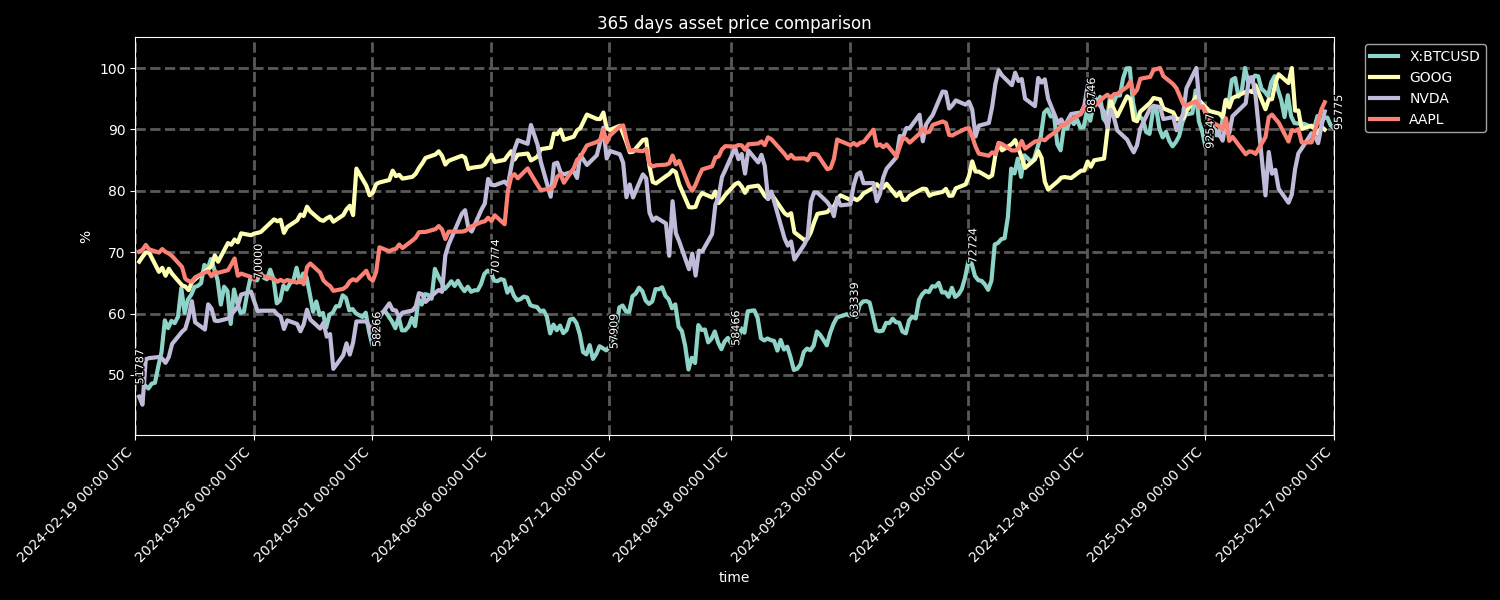 365 days asset price comparison
X:BTCUSD
GOOG
NVDA
AAPL
%
100
90
80
70
60
50
51787
70000
58266
70774
57909
58466
63339
72724
98746
92547
95775
2024-02-19 00:00 UTC
2024-03-26 00:00 UTC
2024-05-01 00:00 UTC
2024-06-06 00:00 UTC
2024-07-12 00:00 UTC
2024-08-18 00:00 UTC
2024-09-23 00:00 UTC
2024-10-29 00:00 UTC
2024-12-04 00:00 UTC
2025-01-09 00:00 UTC
2025-02-17 00:00 UTC
time